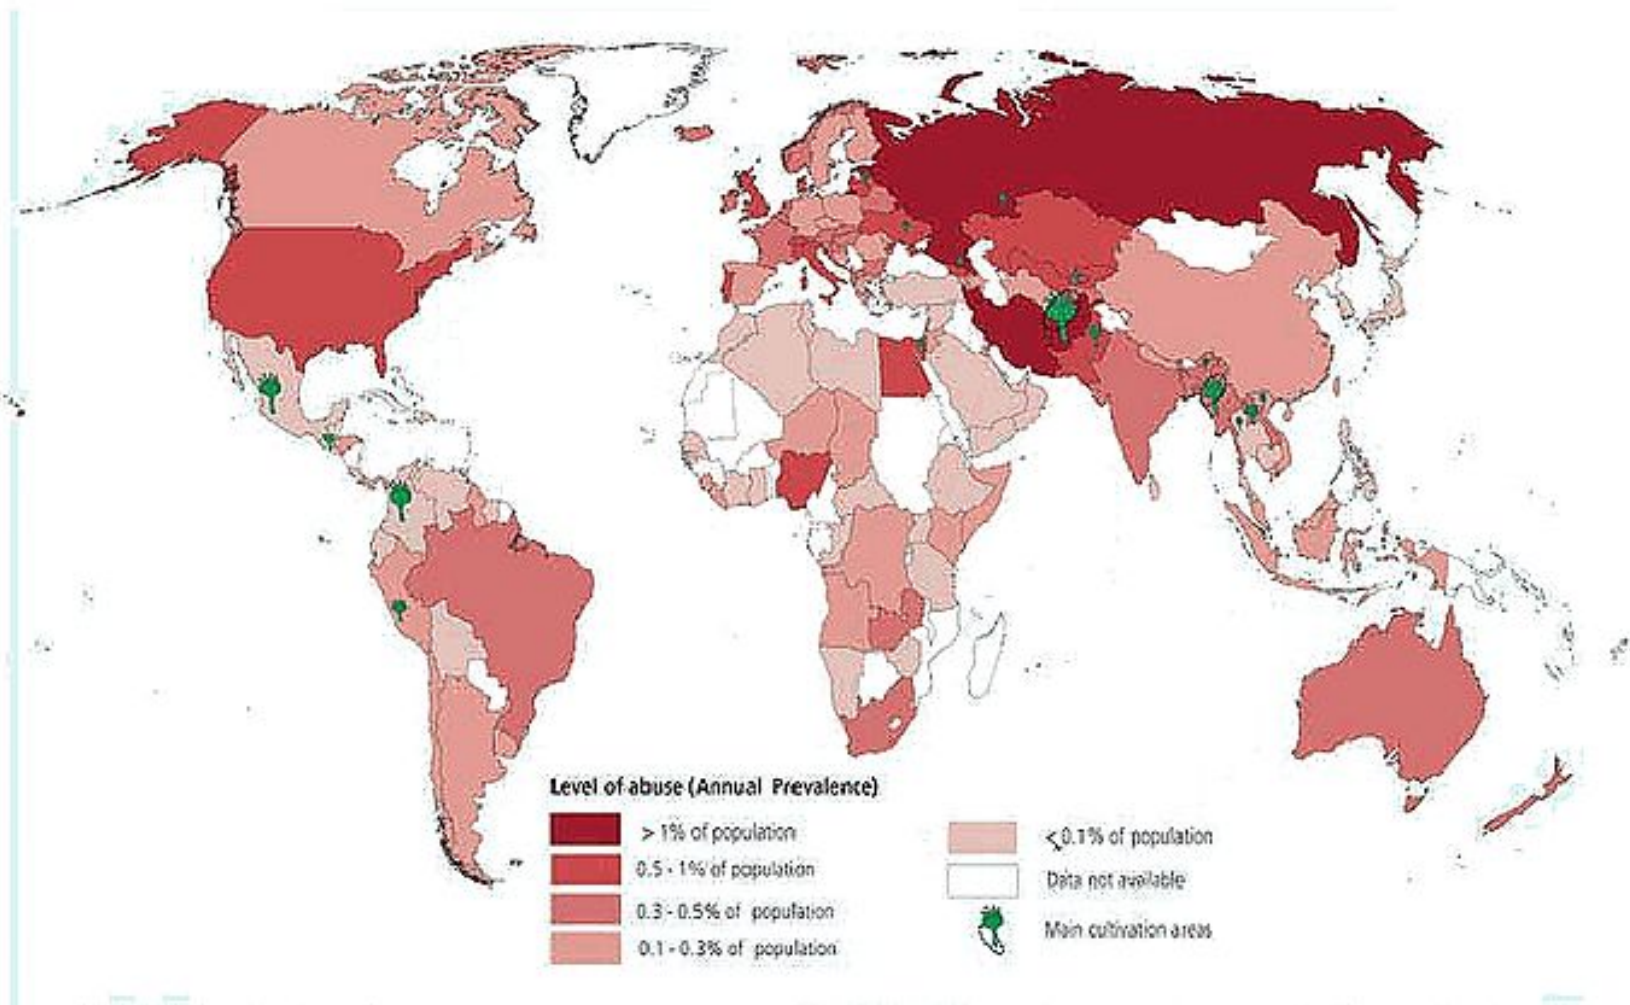 Level of abuse (Annual Prevalence)
> 1% of population
0.5 - 1% of population
0.3 - 0.5% of population
0.1 - 0.3% of population
≤0.1% of population
Data not available
Main cultivation areas